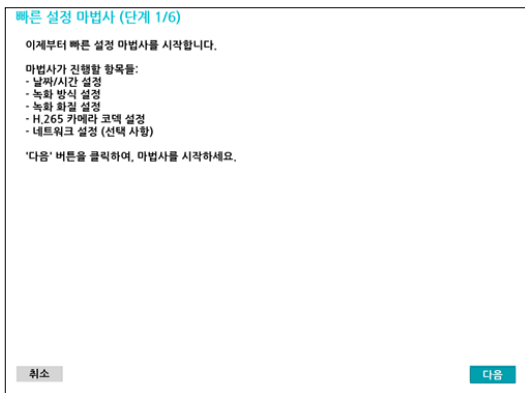 빠른 설정 마법사 (단계 1/6)
이제부터 빠른 설정 마법사를 시작합니다.
마법사가 진행할 항목들:
- 날짜/시간 설정
- 녹화 방식 설정
- 녹화 화질 설정
- H.265 카메라 코덱 설정
- 네트워크 설정 (선택 사항)
'다음' 버튼을 클릭하여, 마법사를 시작하세요.
취소
다음